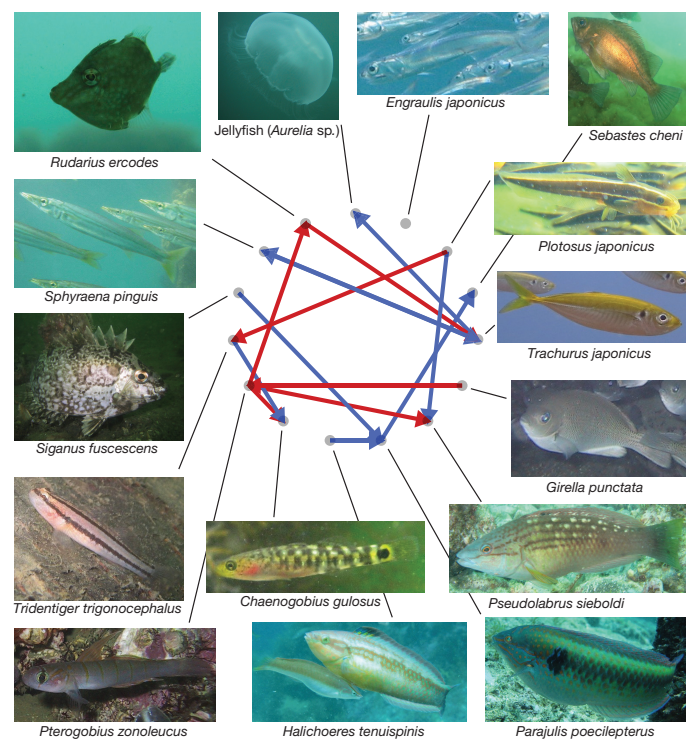 Engraulis japonicus
Jellyfish (Aurelia sp.)
Sebastes cheni
Rudarius ercodes
Plotosus japonicus
Sphyraena pinguis
Trachurus japonicus
Siganus fuscescens
Girella punctata
Tridentiger trigonocephalus
Chaenogobius gulosus
Pseudolabrus sieboldi
Pterogobius zonoleucus
Halichoeres tenuispinis
Parajulis poecilepterus